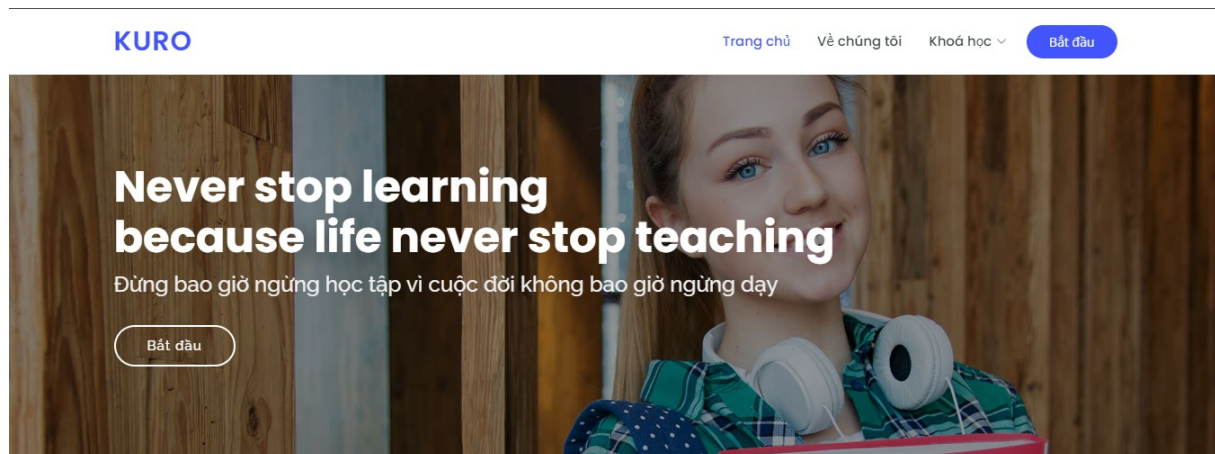 KURO
Trang chủ Về chúng tôi Khoá học Bắt đầu
Never stop learning
because life never stop teaching
Đừng bao giờ ngừng học tập vì cuộc đời không bao giờ ngừng dạy
Bắt đầu